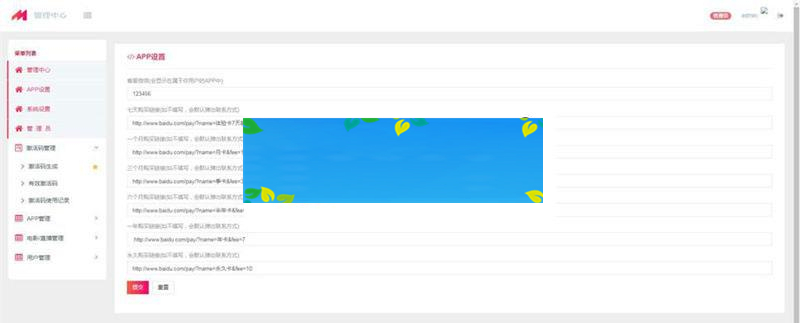 管理中心
admin
菜单列表
管理中心
APP设置
系统设置
管 理 员
激活码管理
激活码生成
有效激活码
激活码使用记录
APP管理
电影/直播管理
用户管理
APP设置
客服微信(会显示在属于你用户的APP中)
123456
七天购买链接(如不填写，会默认弹出联系方式)
http://www.baidu.com/pay/?name=体验卡7天
一个月购买链接(如不填写，会默认弹出联系方式)
http://www.baidu.com/pay/?name=月卡&fee=
三个月购买链接(如不填写，会默认弹出联系方式)
http://www.baidu.com/pay/?name=季卡&fee=
六个月购买链接(如不填写，会默认弹出联系方式)
http://www.baidu.com/pay/?name=半年卡&fee=
一年购买链接(如不填写，会默认弹出联系方式)
http://www.baidu.com/pay/?name=年卡&fee=7
永久购买链接(如不填写，会默认弹出联系方式)
http://www.baidu.com/pay/?name=永久卡&fee=10
提交
重置